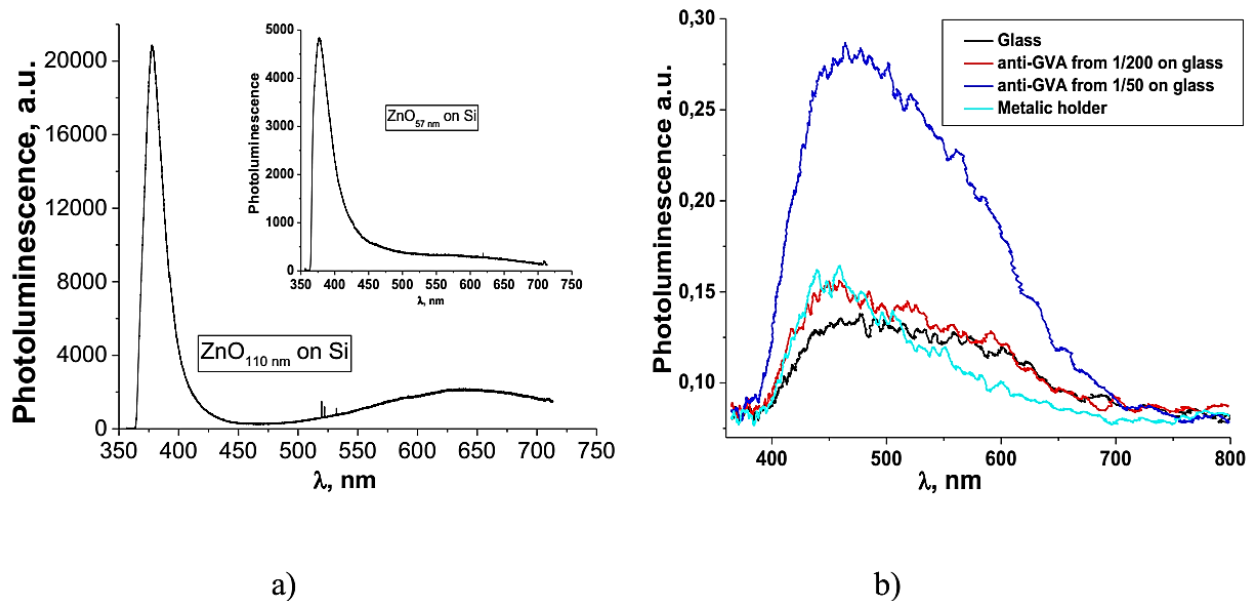 Photoluminescence, a.u.
20000
16000
12000
8000
4000
0
350 400 450 500 550 600 650 700 750
λ, nm
ZnO110 nm on Si
Photoluminescence
5000
4000
3000
2000
1000
0
350 400 450 500 550 600 650 700 750
λ, nm
ZnO57 nm on Si
a)
Photoluminescence a.u.
0,30
0,25
0,20
0,15
0,10
400 500 600 700 800
λ, nm
Glass
anti-GVA from 1/200 on glass
anti-GVA from 1/50 on glass
Metalic holder
b)